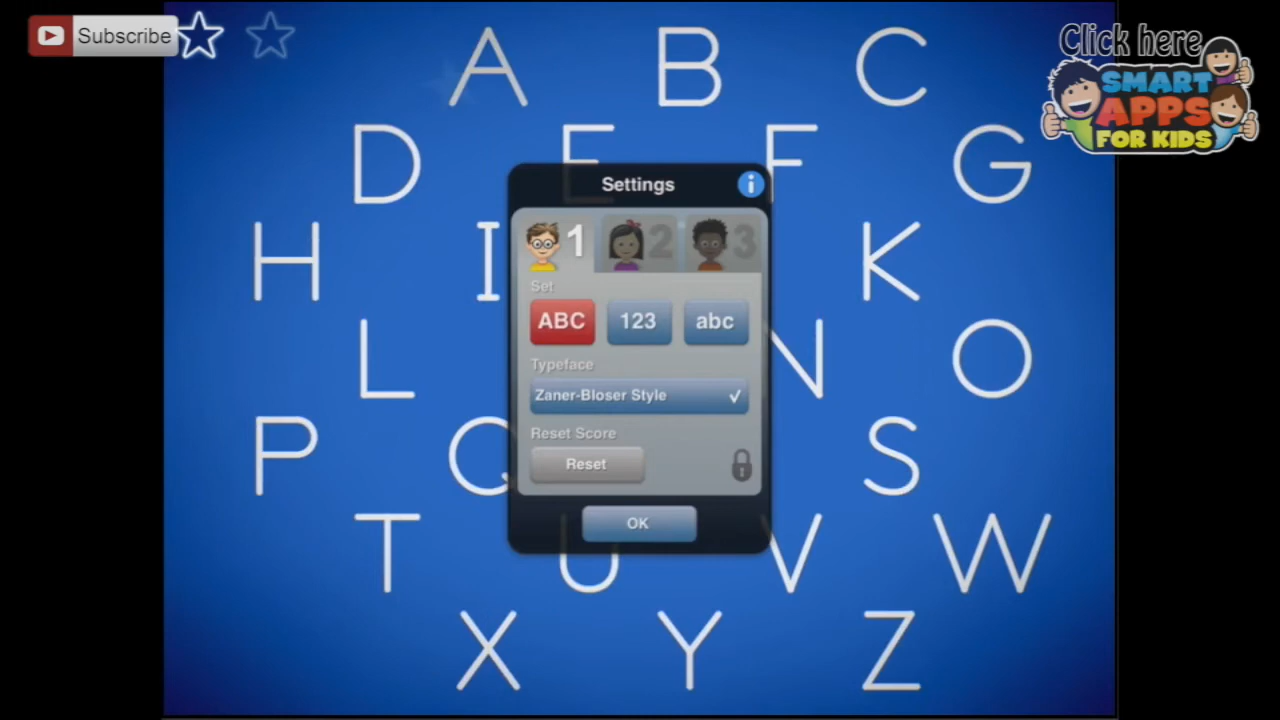 Subscribe
Click here
SMART
APPS
FOR KIDS
A B C
D E F G
H I K
L N O
P Q S
T U V W
X Y Z
Settings
i
1 2 3
Set
ABC 123 abc
Typeface
Zaner-Bloser Style
Reset Score
Reset
OK